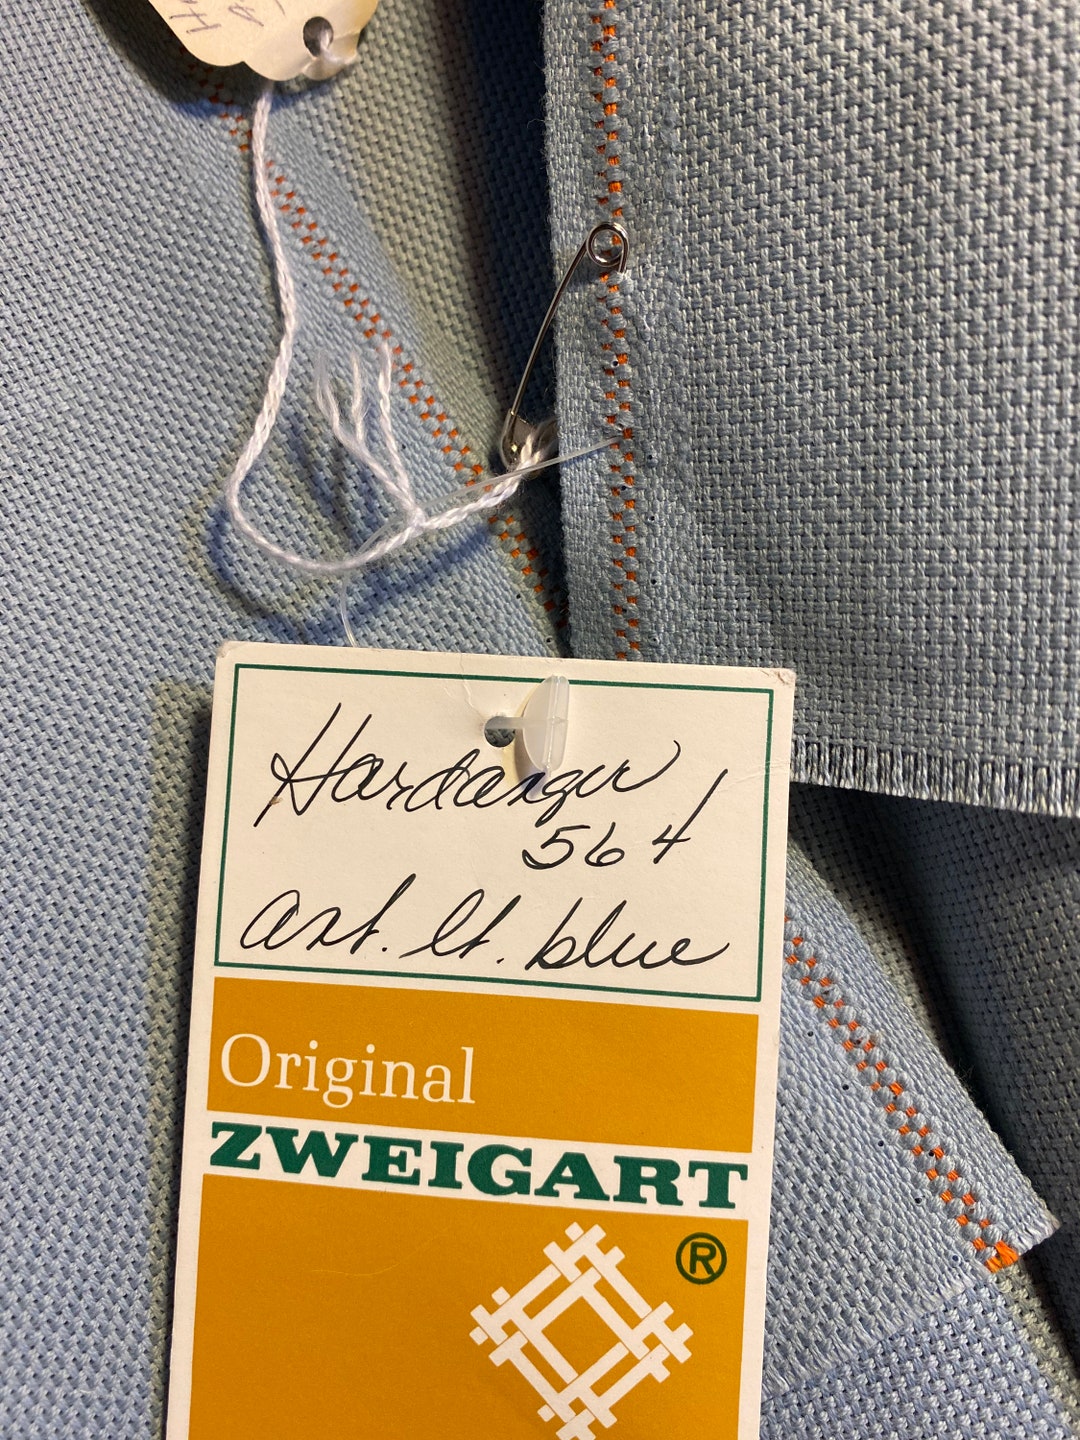 Hardanger
564
ant. lt. blue
Original
ZWEIGART
®